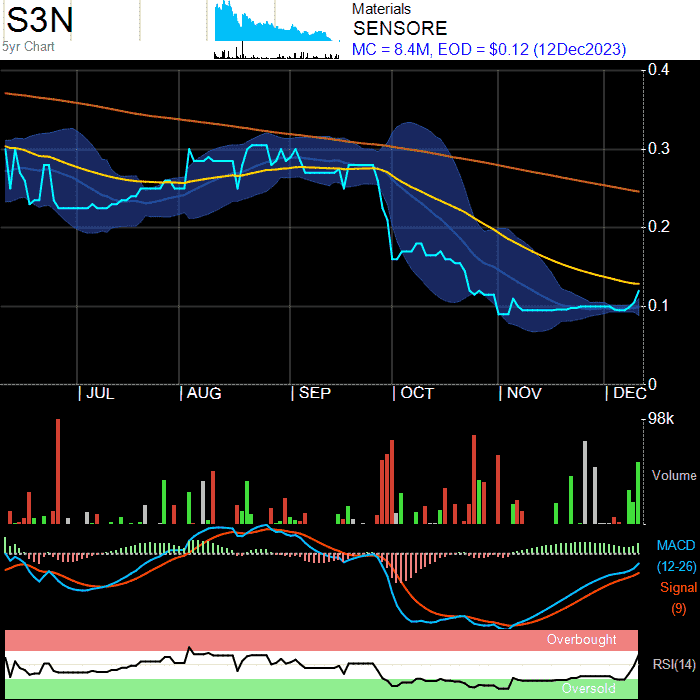 S3N
5yr Chart
Materials
SENSORE
MC = 8.4M, EOD = $0.12 (12Dec2023)
0.4
0.3
0.2
0.1
0
| JUL | AUG | SEP | OCT | NOV | DEC
98k
Volume
MACD
(12-26)
Signal
(9)
Overbought
RSI(14)
Oversold